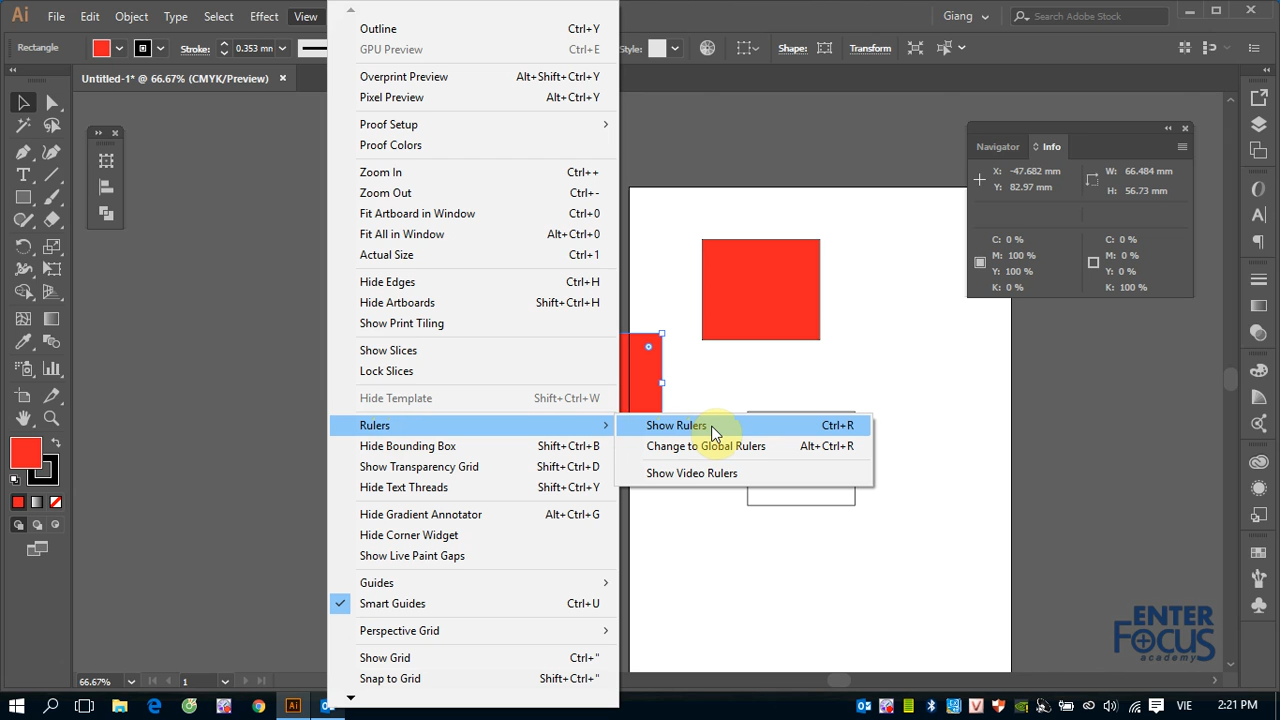 Ai File Edit Object Type Select Effect View Giang Search Adobe Stock
Rectangle Stroke: 0.353 mm Style: Shape: Transform
Untitled-1* @ 66.67% (CMYK/Preview)
Outline Ctrl+Y
GPU Preview Ctrl+E
Overprint Preview Alt+Shift+Ctrl+Y
Pixel Preview Alt+Ctrl+Y
Proof Setup
Proof Colors
Zoom In Ctrl++
Zoom Out Ctrl+-
Fit Artboard in Window Ctrl+0
Fit All in Window Alt+Ctrl+0
Actual Size Ctrl+1
Hide Edges Ctrl+H
Hide Artboards Shift+Ctrl+H
Show Print Tiling
Show Slices
Lock Slices
Hide Template Shift+Ctrl+W
Rulers
Hide Bounding Box Shift+Ctrl+B
Show Transparency Grid Shift+Ctrl+D
Hide Text Threads Shift+Ctrl+Y
Hide Gradient Annotator Alt+Ctrl+G
Hide Corner Widget
Show Live Paint Gaps
Guides
Smart Guides Ctrl+U
Perspective Grid
Show Grid Ctrl+"
Snap to Grid Shift+Ctrl+"
Show Rulers Ctrl+R
Change to Global Rulers Alt+Ctrl+R
Show Video Rulers
Navigator Info
X: -47.682 mm W: 66.484 mm
Y: 82.97 mm H: 56.73 mm
C: 0 % C: 0 %
M: 100 % M: 0 %
Y: 100 % Y: 0 %
K: 0 % K: 100 %
ENTER
FOCUS
academy
66.67% 1
VIE 2:21 PM